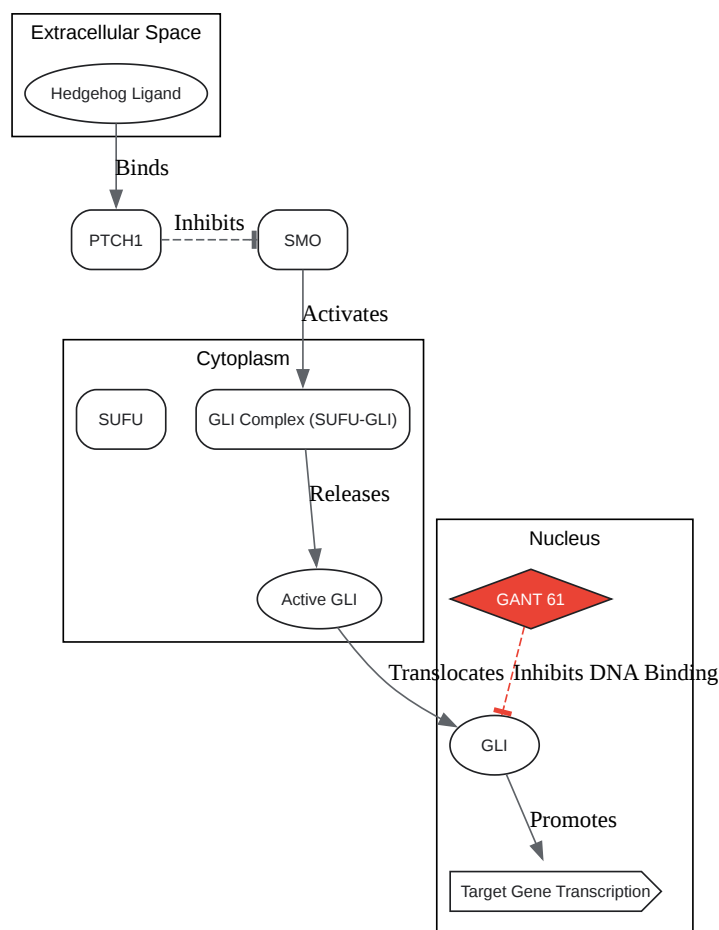 Extracellular Space
Hedgehog Ligand
Binds
PTCH1
Inhibits
SMO
Activates
Cytoplasm
SUFU
GLI Complex (SUFU-GLI)
Releases
Active GLI
Nucleus
GANT 61
Translocates
Inhibits DNA Binding
GLI
Promotes
Target Gene Transcription